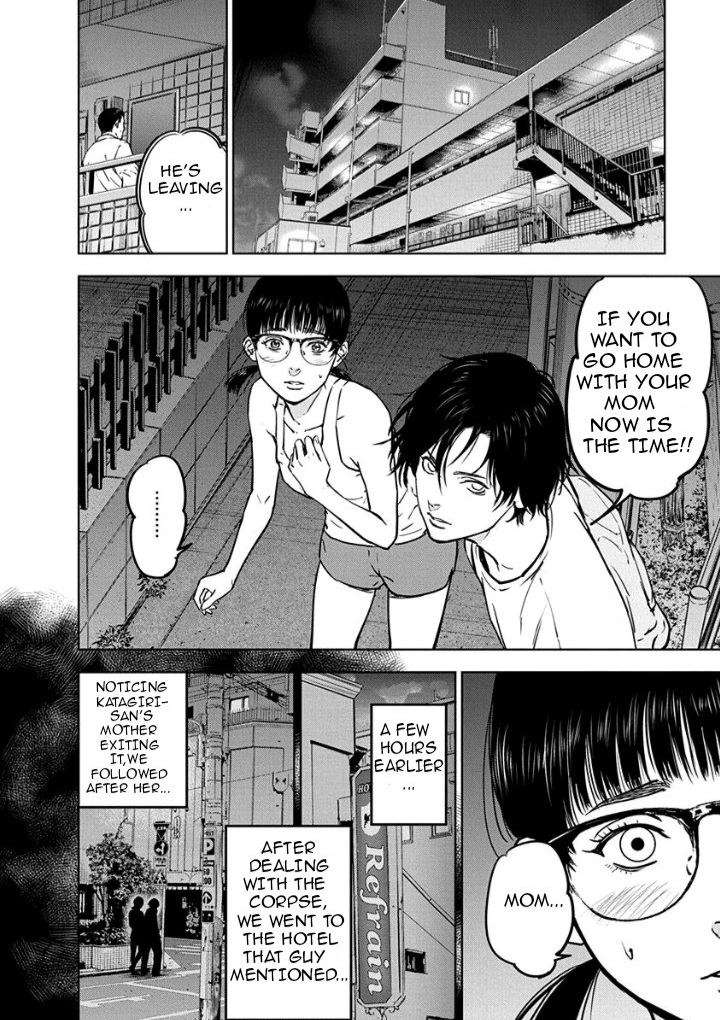 HE'S
LEAVING
...
IF YOU
WANT TO
GO HOME
WITH YOUR
MOM
NOW IS
THE TIME!!
.........
MOM...
A FEW
HOURS
EARLIER
...
HO
Refrain
AFTER
DEALING
WITH THE
CORPSE,
WE WENT TO
THE HOTEL
THAT GUY
MENTIONED...
NOTICING
KATAGIRI-
SAN'S
MOTHER
EXITING
IT,WE
FOLLOWED
AFTER HER...